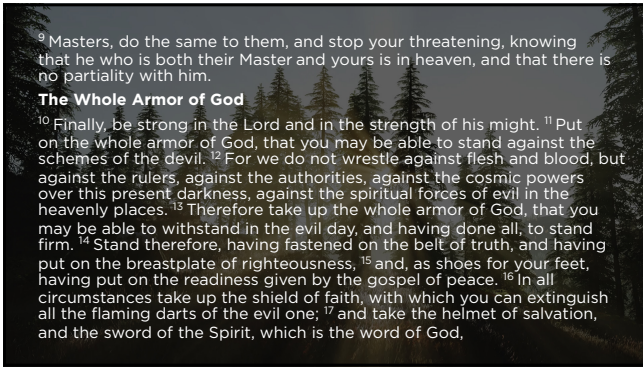 ⁹ Masters, do the same to them, and stop your threatening, knowing
that he who is both their Master and yours is in heaven, and that there is
no partiality with him.
The Whole Armor of God
¹⁰ Finally, be strong in the Lord and in the strength of his might. ¹¹ Put
on the whole armor of God, that you may be able to stand against the
schemes of the devil. ¹² For we do not wrestle against flesh and blood, but
against the rulers, against the authorities, against the cosmic powers
over this present darkness, against the spiritual forces of evil in the
heavenly places. ¹³ Therefore take up the whole armor of God, that you
may be able to withstand in the evil day, and having done all, to stand
firm. ¹⁴ Stand therefore, having fastened on the belt of truth, and having
put on the breastplate of righteousness, ¹⁵ and, as shoes for your feet,
having put on the readiness given by the gospel of peace. ¹⁶ In all
circumstances take up the shield of faith, with which you can extinguish
all the flaming darts of the evil one; ¹⁷ and take the helmet of salvation,
and the sword of the Spirit, which is the word of God,